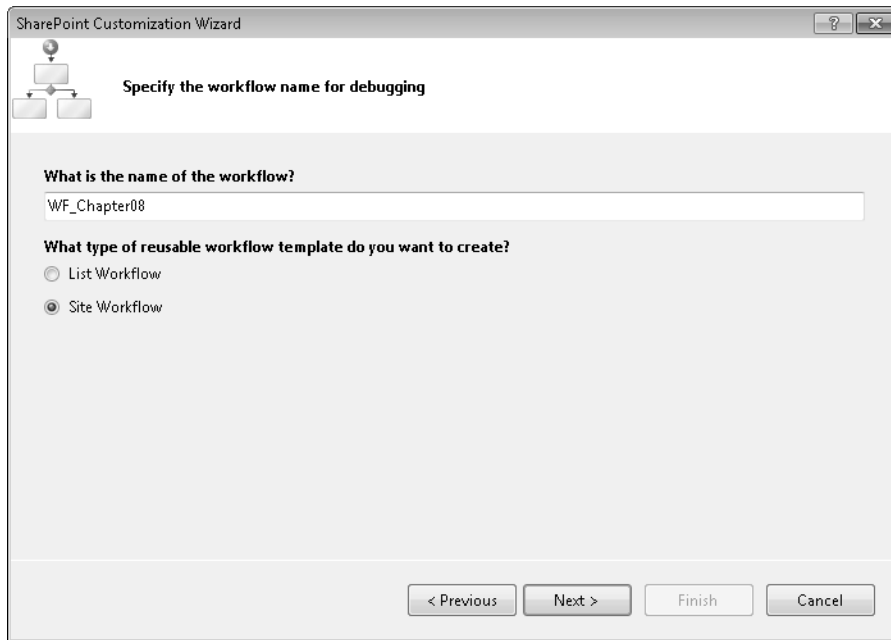 SharePoint Customization Wizard
Specify the workflow name for debugging
What is the name of the workflow?
WF_Chapter08
What type of reusable workflow template do you want to create?
List Workflow
Site Workflow
< Previous
Next >
Finish
Cancel